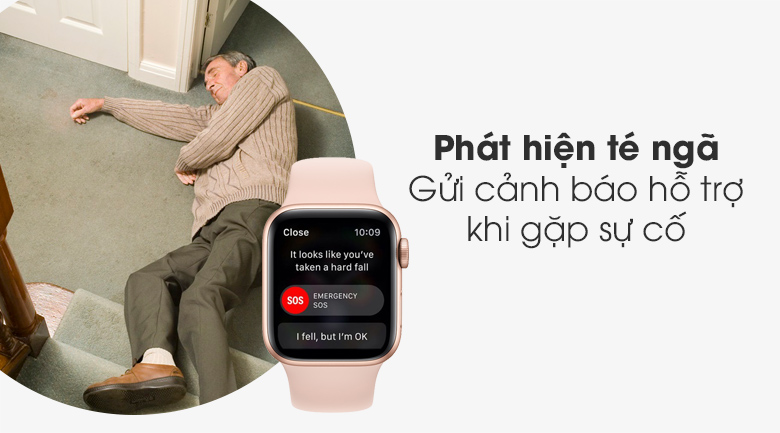 Close 10:09
It looks like you've
taken a hard fall
SOS EMERGENCY
SOS
I fell, but I'm OK
Phát hiện té ngã
Gửi cảnh báo hỗ trợ
khi gặp sự cố